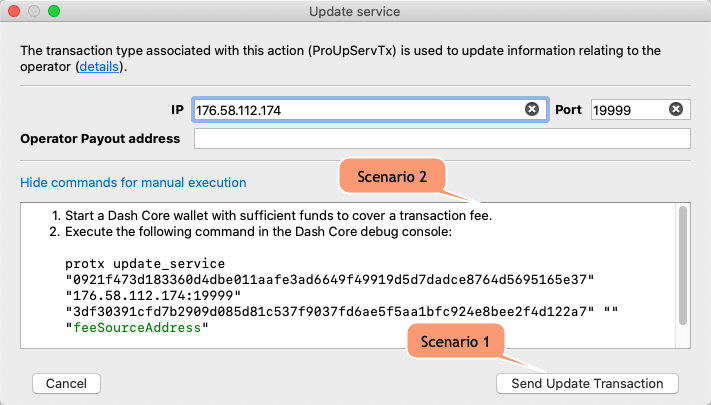 Update service
The transaction type associated with this action (ProUpServTx) is used to update information relating to the
operator (details).
IP 176.58.112.174 Port 19999
Operator Payout address
Scenario 2
Hide commands for manual execution
1. Start a Dash Core wallet with sufficient funds to cover a transaction fee.
2. Execute the following command in the Dash Core debug console:
protx update_service
"0921f473d183360d4dbe011aafe3ad6649f49919d5d7dadce8764d5695165e37"
"176.58.112.174:19999"
"3df30391cfd7b2909d085d81c537f9037fd6ae5f5aa1bfc924e8bee2f4d122a7" ""
"feeSourceAddress"
Scenario 1
Cancel
Send Update Transaction